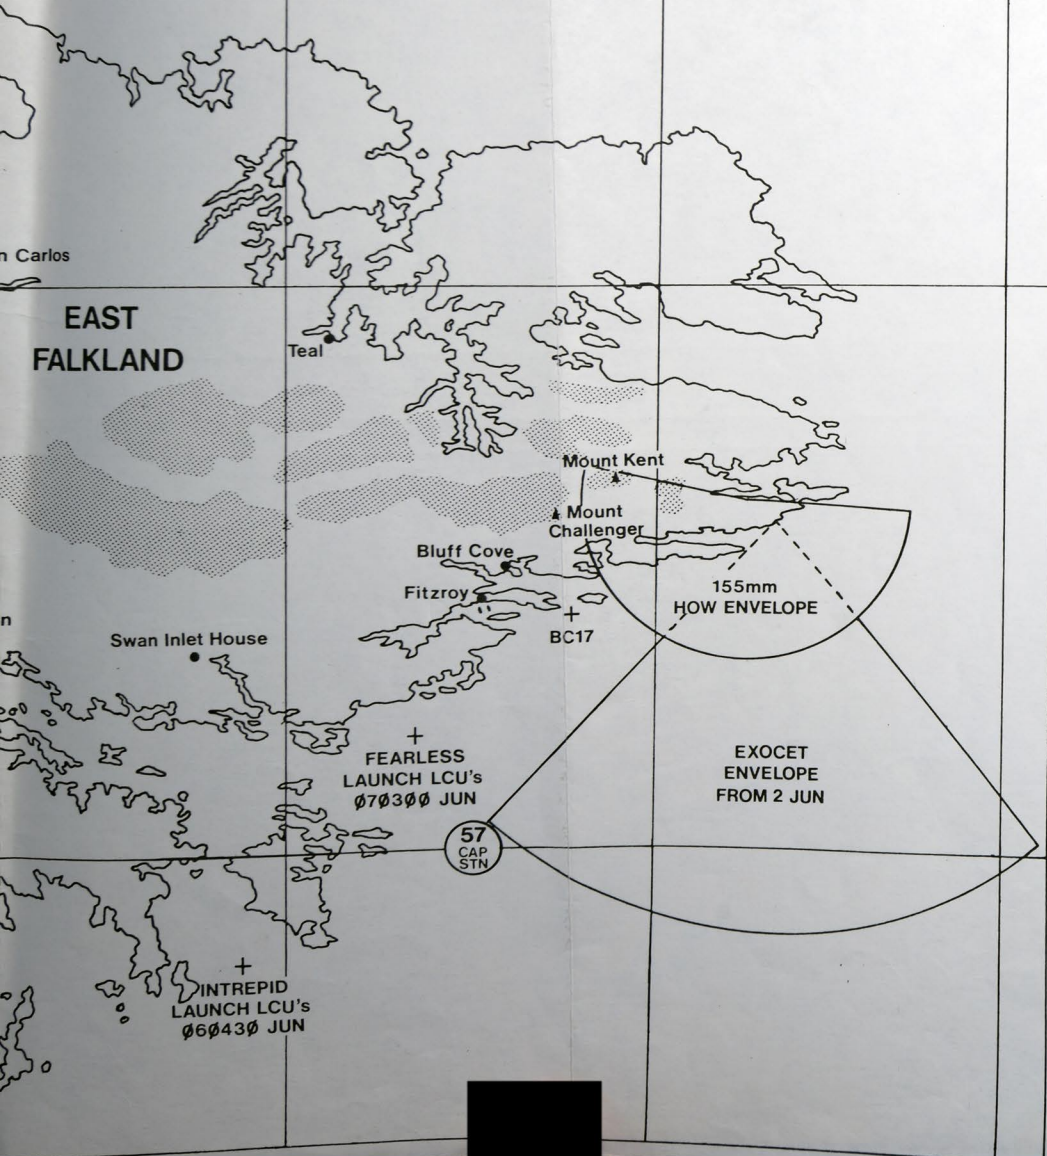 n Carlos
EAST
FALKLAND
Teal
Mount Kent
Mount
Challenger
Bluff Cove
Fitzroy
155mm
HOW ENVELOPE
n
BC17
Swan Inlet House
FEARLESS
LAUNCH LCU's
Ø7Ø3ØØ JUN
EXOCET
ENVELOPE
FROM 2 JUN
57
CAP
STN
INTREPID
LAUNCH LCU's
Ø6Ø43Ø JUN